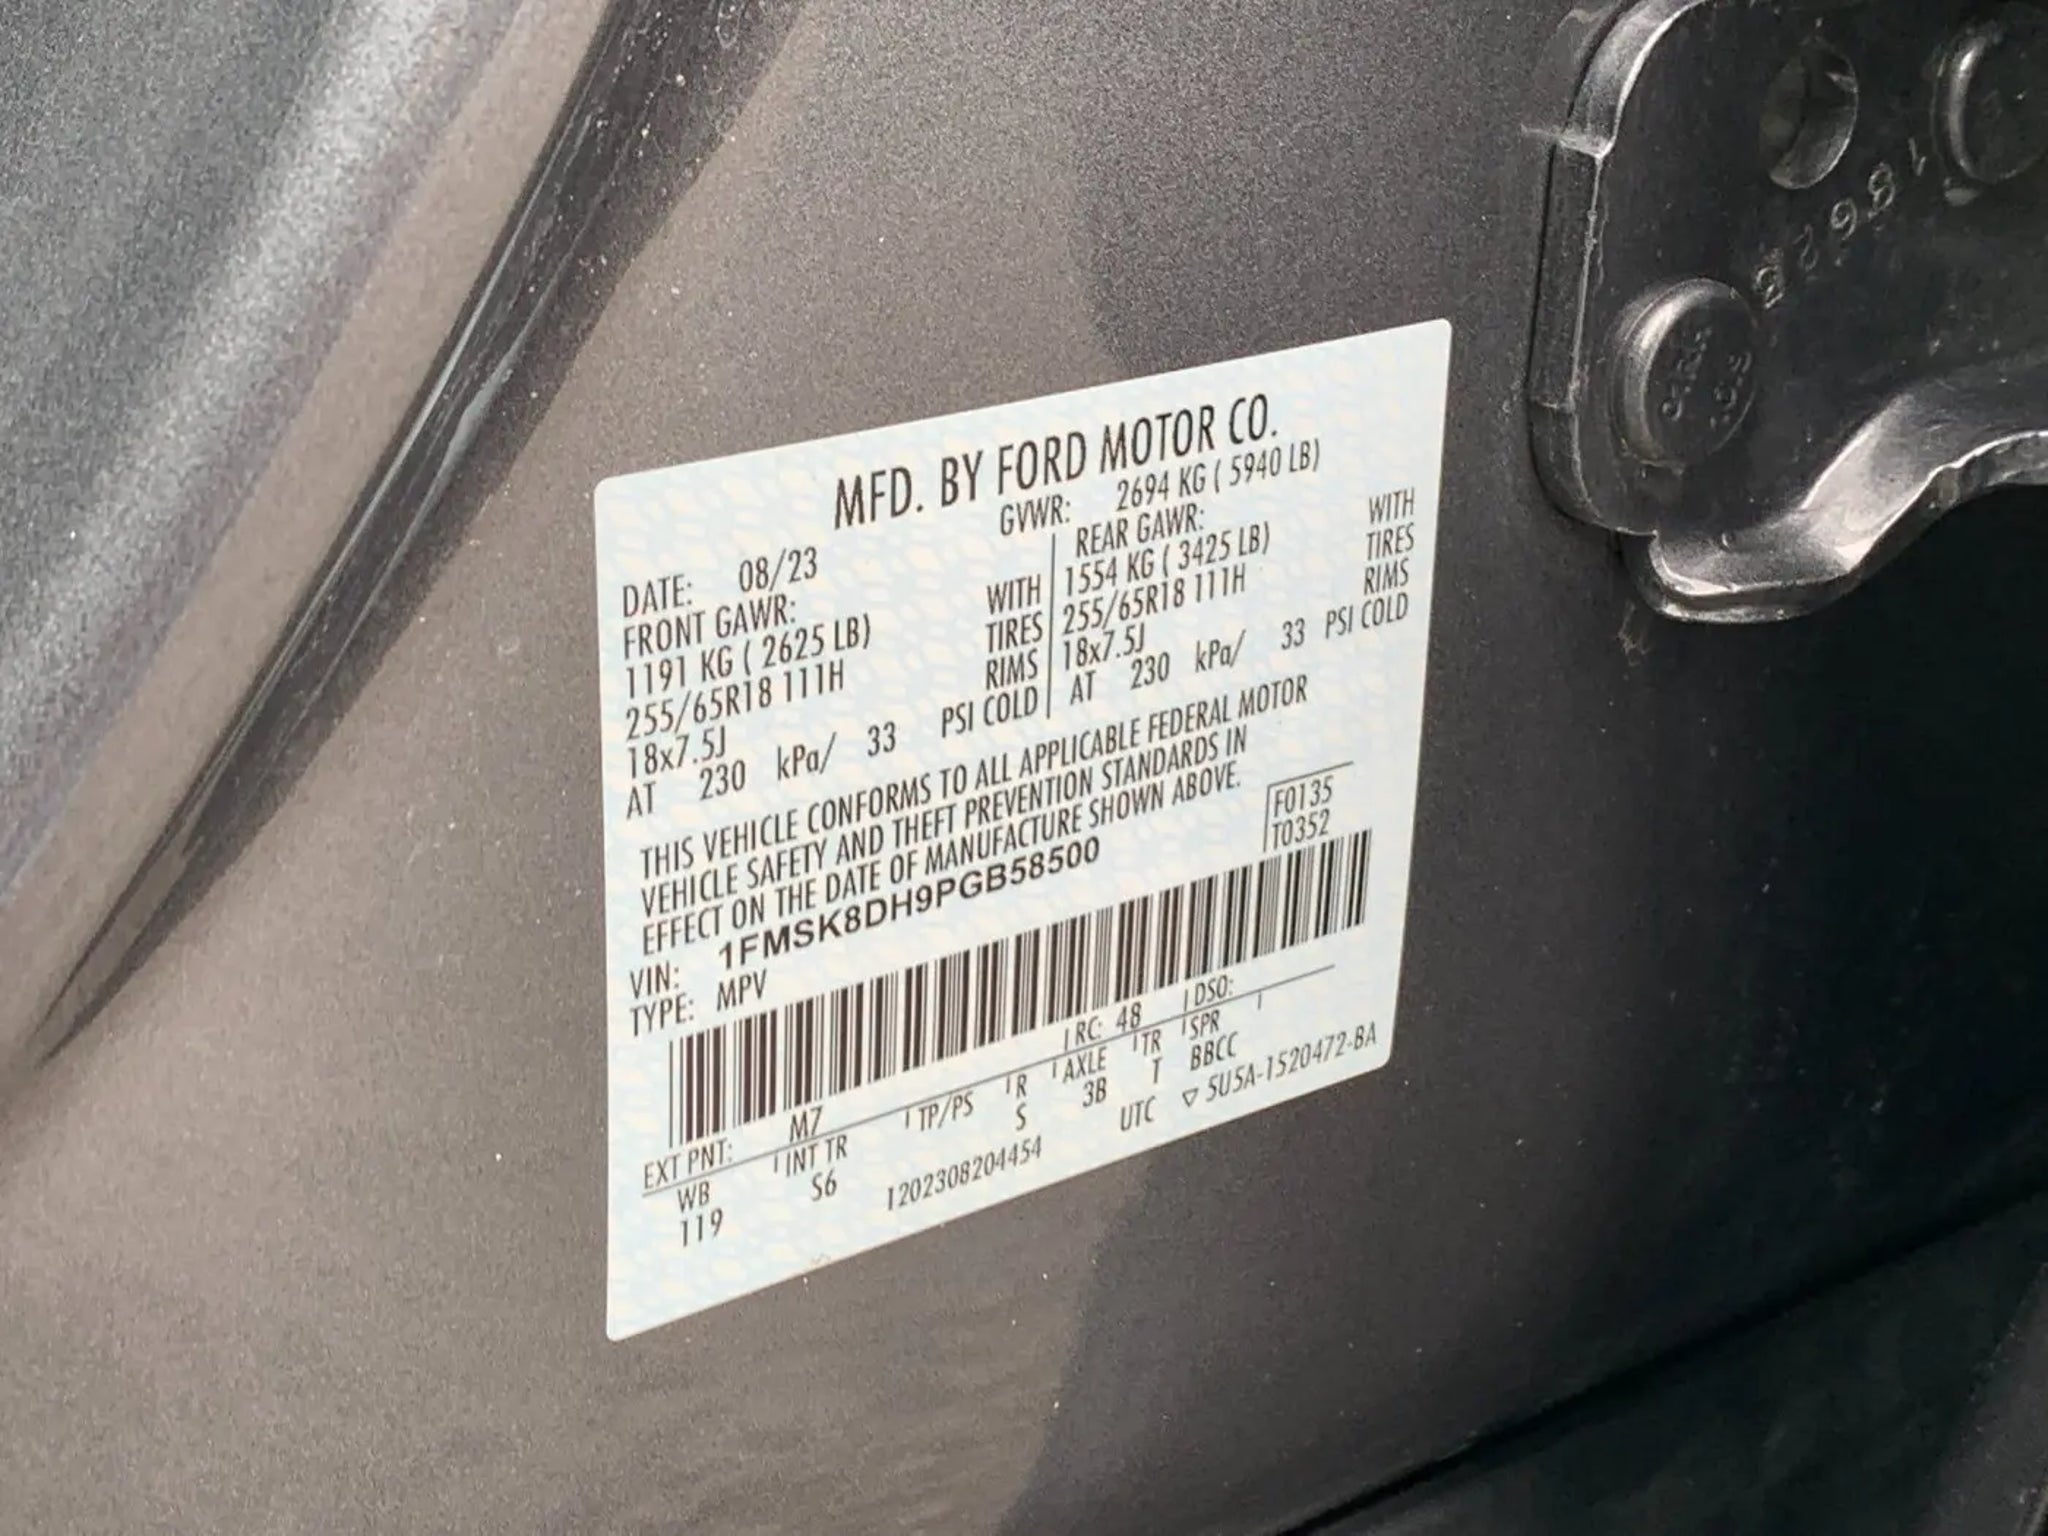 MFD. BY FORD MOTOR CO.
DATE: 08/23 GVWR: 2694 KG ( 5940 LB)
FRONT GAWR: REAR GAWR:
1191 KG ( 2625 LB) WITH 1554 KG ( 3425 LB) WITH
255/65R18 111H TIRES 255/65R18 111H TIRES
18x7.5J RIMS 18x7.5J RIMS
AT 230 kPa/ 33 PSI COLD AT 230 kPa/ 33 PSI COLD
THIS VEHICLE CONFORMS TO ALL APPLICABLE FEDERAL MOTOR
VEHICLE SAFETY AND THEFT PREVENTION STANDARDS IN
EFFECT ON THE DATE OF MANUFACTURE SHOWN ABOVE.
F0135
T0352
VIN: 1FMSK8DH9PGB58500
TYPE: MPV
EXT PNT: M7 RC: 48 DSO:
WB INT TR TP/PS R AXLE TR SPR
119 S6 S 3B T BBCC
1202308204454 UTC ▽ 5U5A-1520472-BA